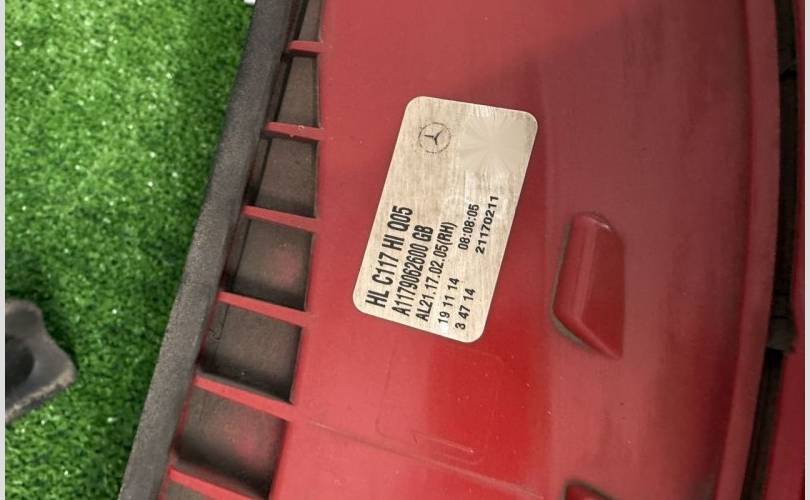 HL C117 HI Q05
A1179062600 GB
AL21.17.02.05(RH)
19 11 14 08:08:05
3 47 14 21170211